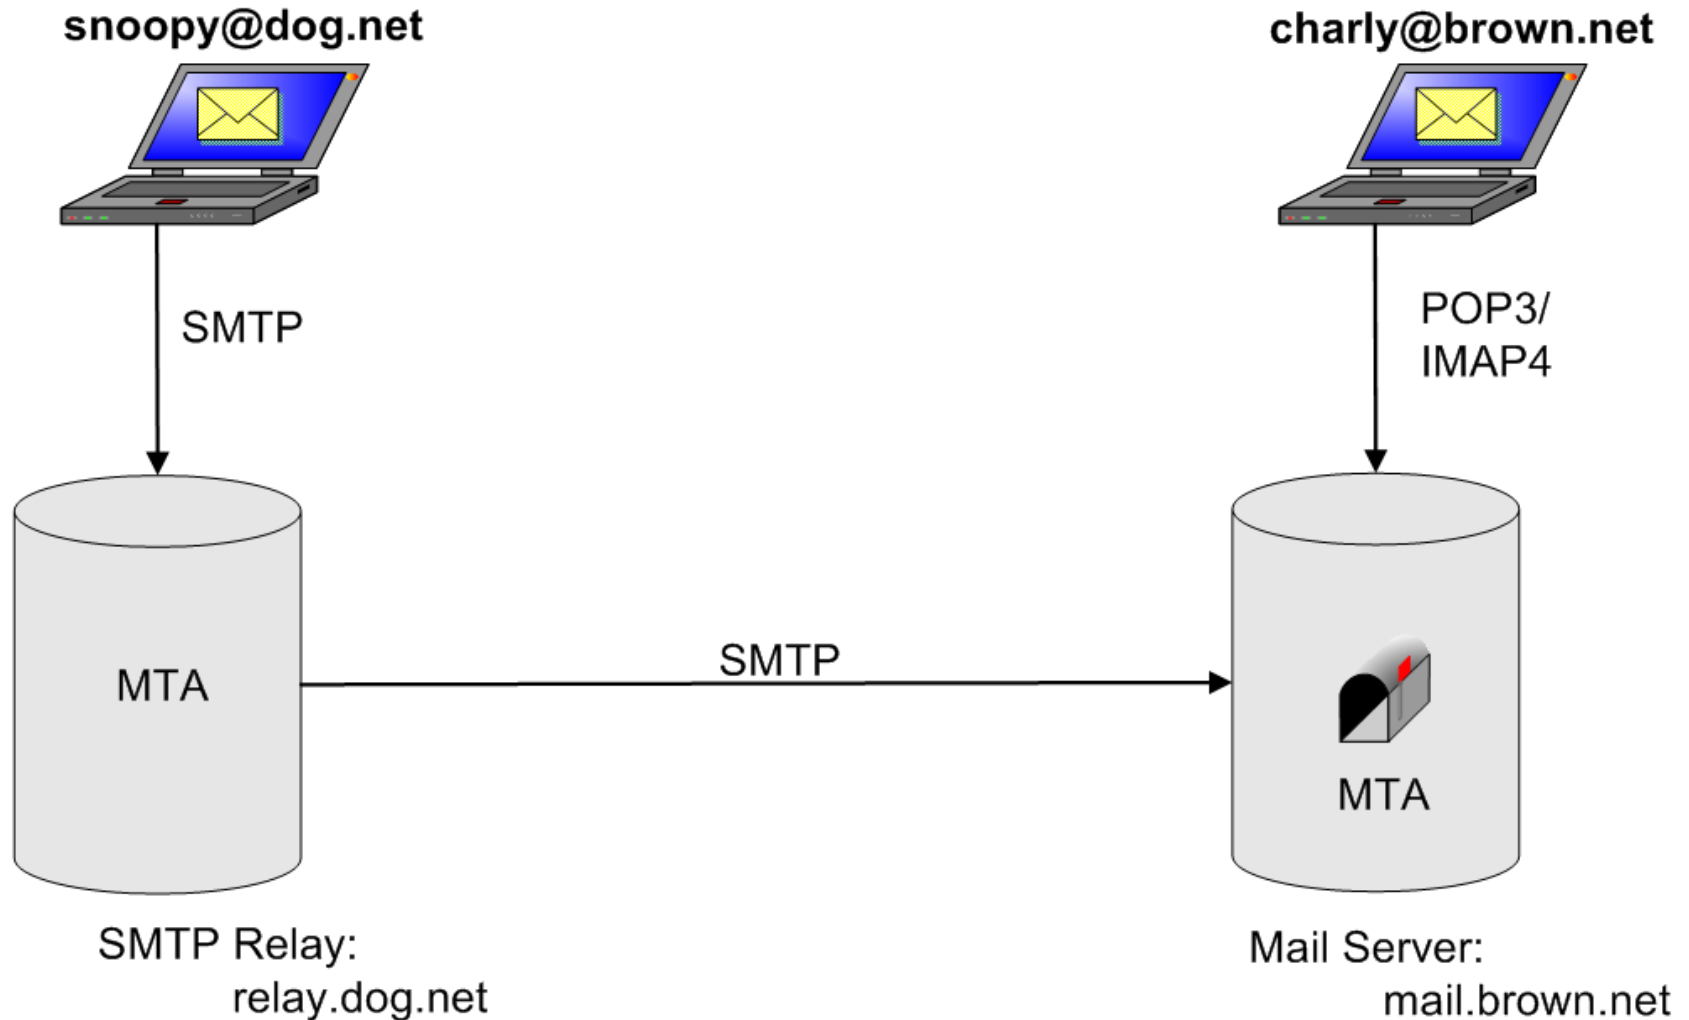 snoopy@dog.net
charly@brown.net
SMTP
POP3/
IMAP4
SMTP
MTA
MTA
SMTP Relay:
relay.dog.net
Mail Server:
mail.brown.net